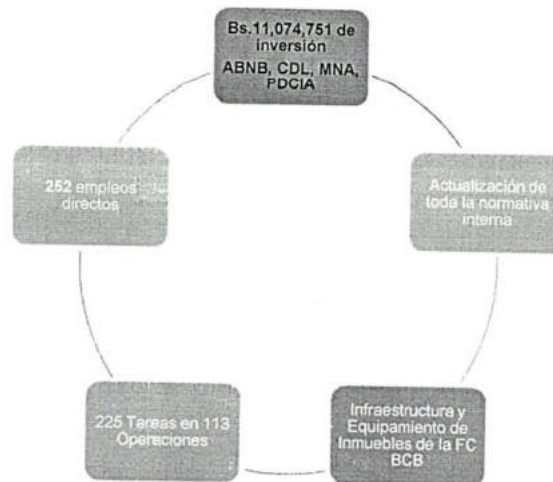 Bs.11,074,751 de
inversión
ABNB, CDL, MNA,
PDCIA
Actualización de
toda la normativa
interna
Infraestructura y
Equipamiento de
Inmuebles de la FC
BCB
225 Tareas en 113
Operaciones
252 empleos
directos